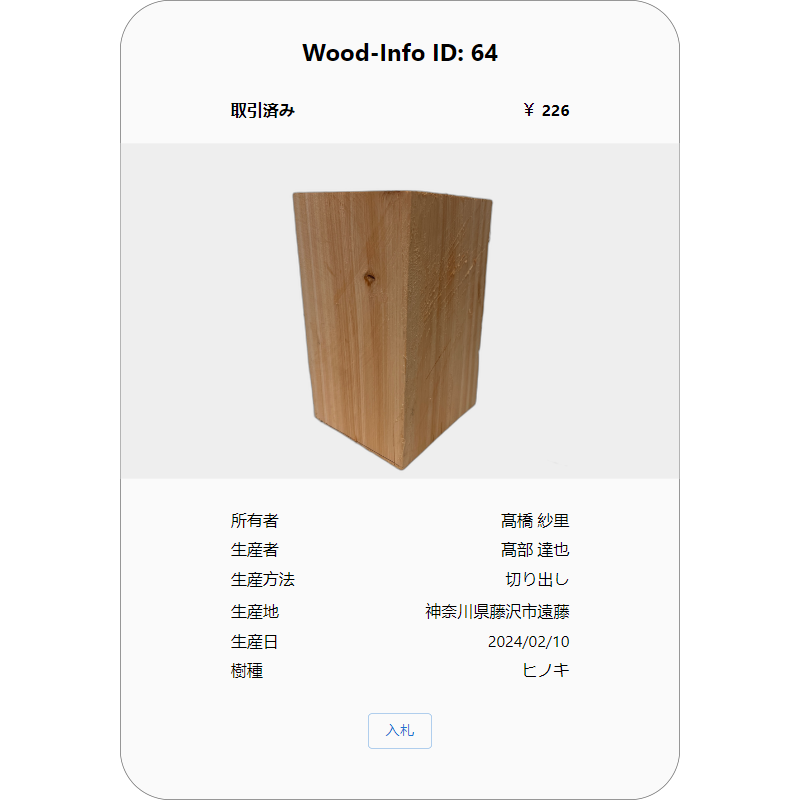 Wood-Info ID: 64
取引済み ￥ 226
所有者 髙橋 紗里
生産者 高部 達也
生産方法 切り出し
生産地 神奈川県藤沢市遠藤
生産日 2024/02/10
樹種 ヒノキ
入札